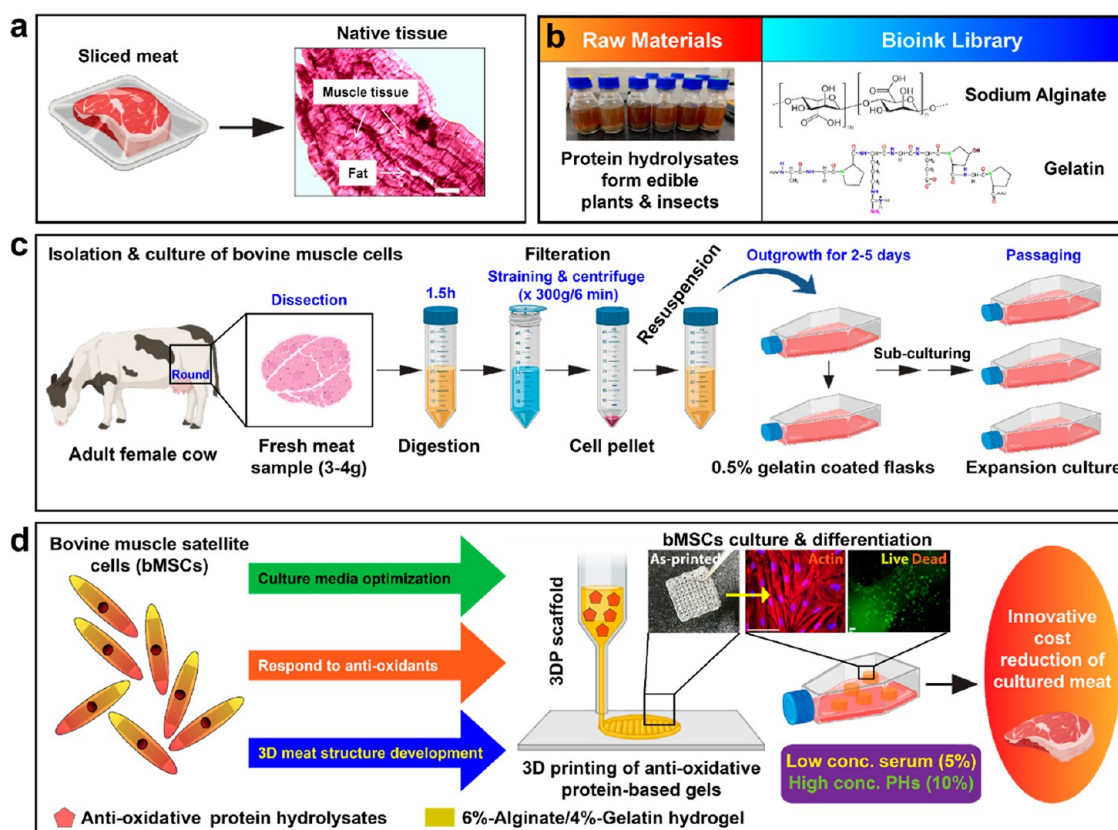 a
Sliced meat
Native tissue
Muscle tissue
Fat
b
Raw Materials
Bioink Library
Protein hydrolysates
form edible
plants & insects
Sodium Alginate
Gelatin
c
Isolation & culture of bovine muscle cells
Dissection
Round
Adult female cow
Fresh meat
sample (3-4g)
1.5h
Digestion
Filteration
Straining & centrifuge
(x 300g/6 min)
Cell pellet
Resuspension
Outgrowth for 2-5 days
Sub-culturing
0.5% gelatin coated flasks
Passaging
Expansion culture
d
Bovine muscle satellite
cells (bMSCs)
Culture media optimization
Respond to anti-oxidants
3D meat structure development
3DP scaffold
bMSCs culture & differentiation
As-printed
Actin
Live Dead
3D printing of anti-oxidative
protein-based gels
Low conc. serum (5%)
High conc. PHs (10%)
Innovative
cost
reduction of
cultured meat
Anti-oxidative protein hydrolysates
6%-Alginate/4%-Gelatin hydrogel